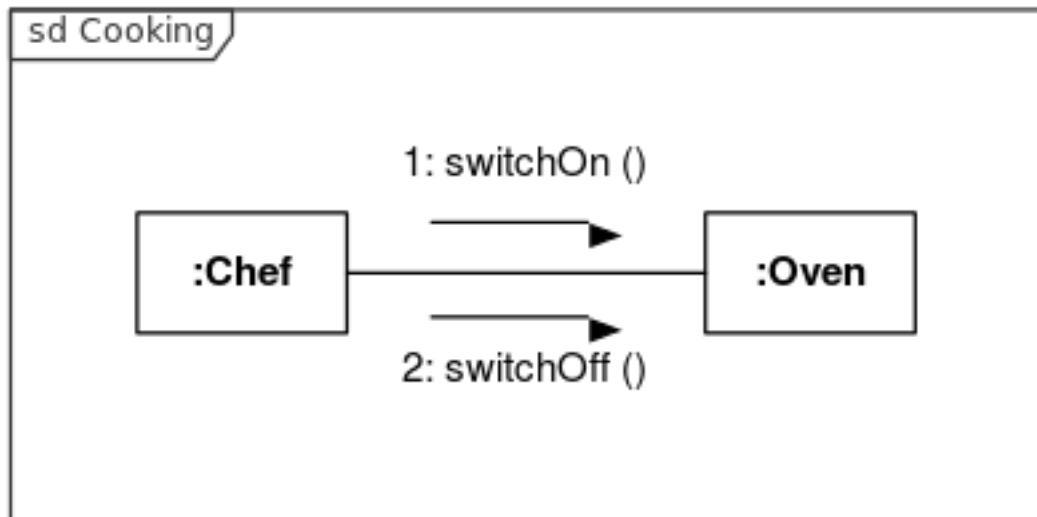 sd Cooking
1: switchOn ()
:Chef
:Oven
2: switchOff ()